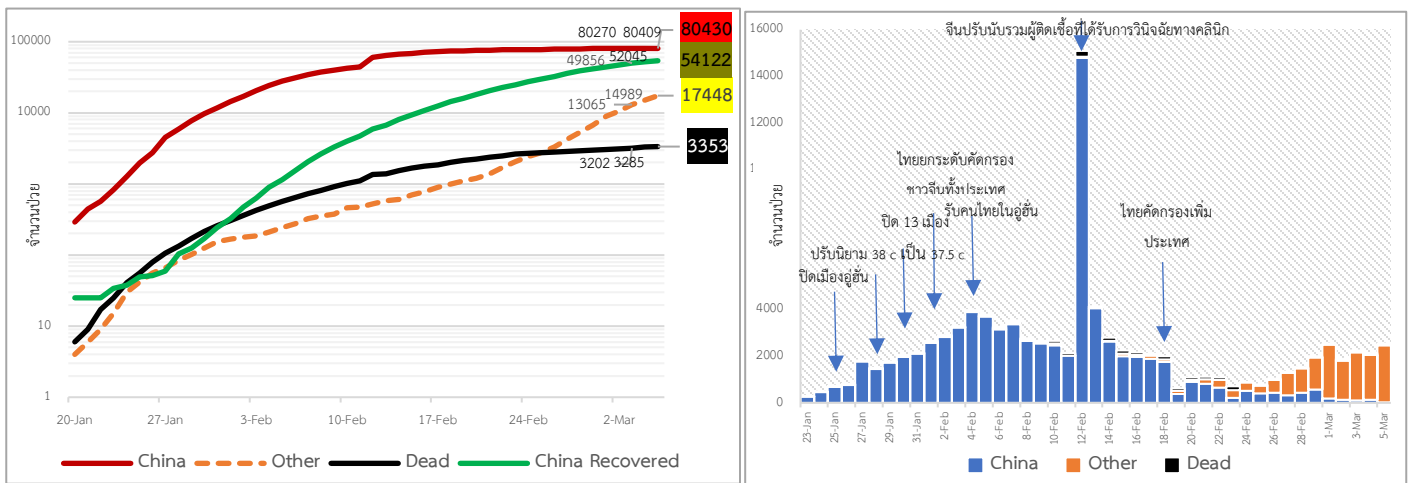 จำนวนป่วย
100000
10000
10
1
80270 80409 80430
49856 52045 54122
13065 14989 17448
3202 3285 3353
20-Jan 27-Jan 3-Feb 10-Feb 17-Feb 24-Feb 2-Mar
China Other Dead China Recovered
จำนวนป่วย
16000
14000
12000
1
4000
2000
0
จีนปรับนับรวมผู้ติดเชื้อที่ได้รับการวินิจฉัยทางคลินิก
ไทยยกระดับคัดกรอง
ชาวจีนทั้งประเทศ
รับคนไทยในอู่ฮั่น
ปิด 13 เมือง
ปรับนิยาม 38 c เป็น 37.5 c
ปิดเมืองอู่ฮั่น
ไทยคัดกรองเพิ่ม
ประเทศ
23-Jan 25-Jan 27-Jan 29-Jan 31-Jan 2-Feb 4-Feb 6-Feb 8-Feb 10-Feb 12-Feb 14-Feb 16-Feb 18-Feb 20-Feb 22-Feb 24-Feb 26-Feb 28-Feb 1-Mar 3-Mar 5-Mar
China Other Dead